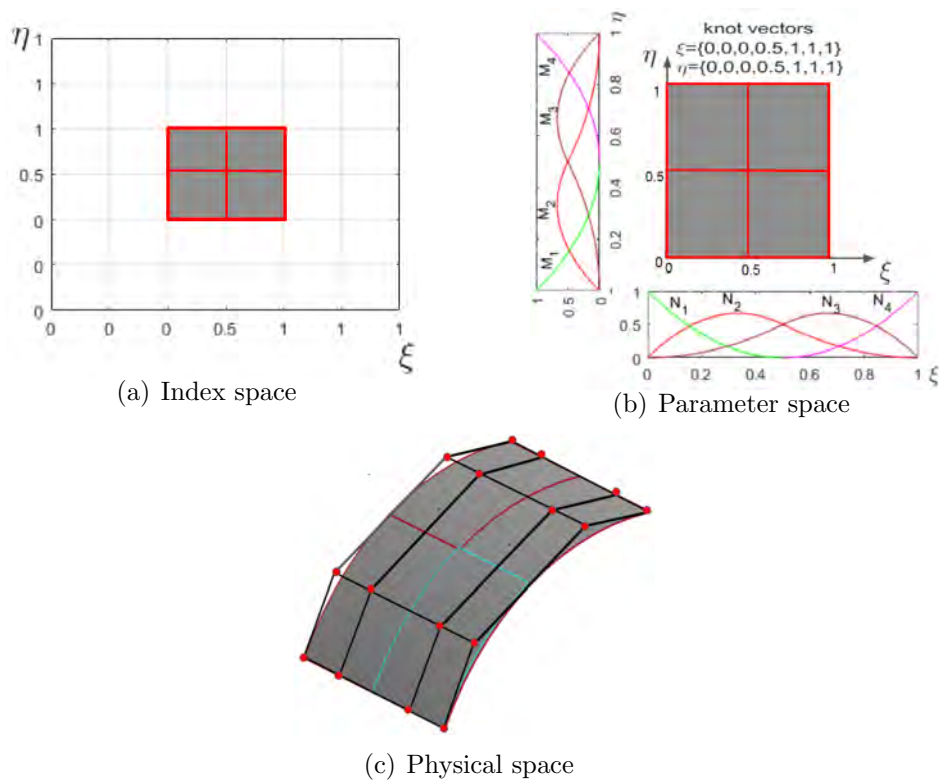 η
1
1
1
0.5
0
0
0
0 0 0 0.5 1 1 1
ξ
(a) Index space
knot vectors
ξ={0,0,0,0.5,1,1,1}
η={0,0,0,0.5,1,1,1}
η
1
0.5
0
0 0.5 1
ξ
η
1
0.8
0.6
0.4
0.2
0
M4
M3
M2
M1
1 0.5 0
1
0.5
0
N1 N2 N3 N4
0 0.2 0.4 0.6 0.8 1 ξ
(b) Parameter space
(c) Physical space